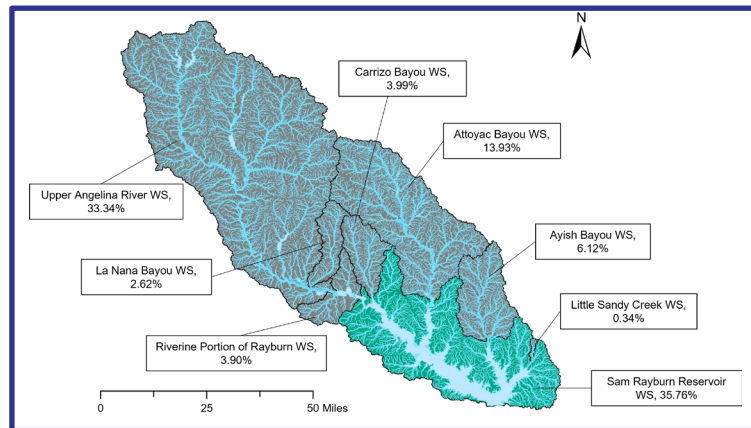 N
Carrizo Bayou WS,
3.99%
Attoyac Bayou WS
13.93%
Upper Angelina River WS,
33.34%
Ayish Bayou WS,
6.12%
La Nana Bayou WS,
2.62%
Little Sandy Creek WS,
0.34%
Riverine Portion of Rayburn WS,
3.90%
Sam Rayburn Reservoir
WS, 35.76%
0 25 50 Miles